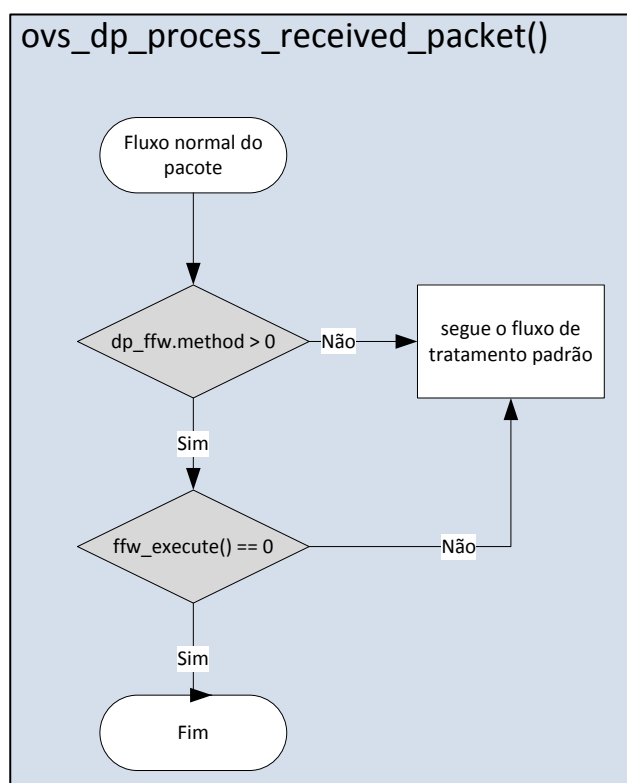 ovs_dp_process_received_packet()
Fluxo normal do
pacote
dp_ffw.method > 0
Não
segue o fluxo de
tratamento padrão
Sim
ffw_execute() == 0
Não
Sim
Fim